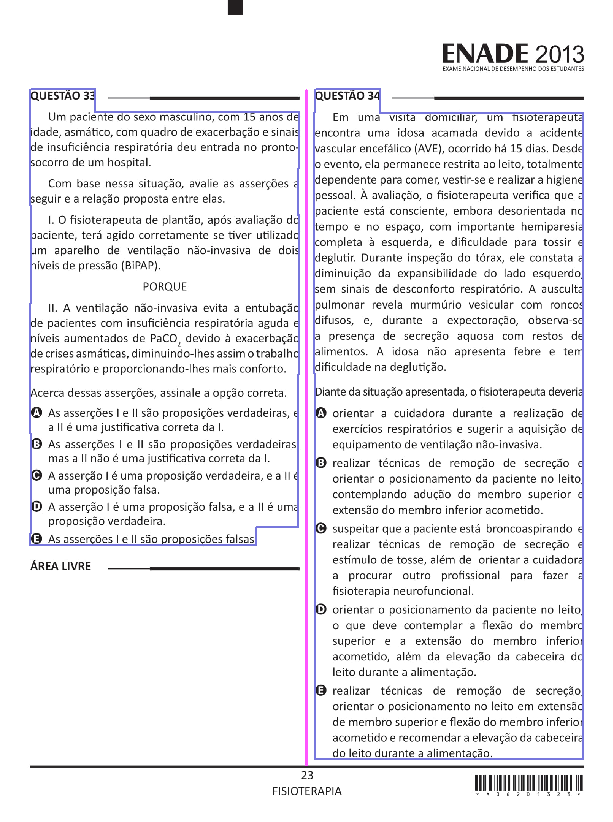 ENADE 2013
EXAME NACIONAL DE DESEMPENHO DOS ESTUDANTES
QUESTÃO 33
Um paciente do sexo masculino, com 15 anos de
idade, asmático, com quadro de exacerbação e sinais
de insuficiência respiratória deu entrada no pronto-
socorro de um hospital.
Com base nessa situação, avalie as asserções a
seguir e a relação proposta entre elas.
I. O fisioterapeuta de plantão, após avaliação do
paciente, terá agido corretamente se tiver utilizado
um aparelho de ventilação não-invasiva de dois
níveis de pressão (BiPAP).
PORQUE
II. A ventilação não-invasiva evita a entubação
de pacientes com insuficiência respiratória aguda e
níveis aumentados de PaCO2 devido à exacerbação
de crises asmáticas, diminuindo-lhes assim o trabalho
respiratório e proporcionando-lhes mais conforto.
Acerca dessas asserções, assinale a opção correta.
A As asserções I e II são proposições verdadeiras, e
a II é uma justificativa correta da I.
B As asserções I e II são proposições verdadeiras,
mas a II não é uma justificativa correta da I.
C A asserção I é uma proposição verdadeira, e a II é
uma proposição falsa.
D A asserção I é uma proposição falsa, e a II é uma
proposição verdadeira.
E As asserções I e II são proposições falsas.
ÁREA LIVRE
QUESTÃO 34
Em uma visita domiciliar, um fisioterapeuta
encontra uma idosa acamada devido a acidente
vascular encefálico (AVE), ocorrido há 15 dias. Desde
o evento, ela permanece restrita ao leito, totalmente
dependente para comer, vestir-se e realizar a higiene
pessoal. À avaliação, o fisioterapeuta verifica que a
paciente está consciente, embora desorientada no
tempo e no espaço, com importante hemiparesia
completa à esquerda, e dificuldade para tossir e
deglutir. Durante inspeção do tórax, ele constata a
diminuição da expansibilidade do lado esquerdo,
sem sinais de desconforto respiratório. A ausculta
pulmonar revela murmúrio vesicular com roncos
difusos, e, durante a expectoração, observa-se
a presença de secreção aquosa com restos de
alimentos. A idosa não apresenta febre e tem
dificuldade na deglutição.
Diante da situação apresentada, o fisioterapeuta deveria
A orientar a cuidadora durante a realização de
exercícios respiratórios e sugerir a aquisição de
equipamento de ventilação não-invasiva.
B realizar técnicas de remoção de secreção e
orientar o posicionamento da paciente no leito,
contemplando adução do membro superior e
extensão do membro inferior acometido.
C suspeitar que a paciente está broncoaspirando e
realizar técnicas de remoção de secreção e
estímulo de tosse, além de orientar a cuidadora
a procurar outro profissional para fazer a
fisioterapia neurofuncional.
D orientar o posicionamento da paciente no leito,
o que deve contemplar a flexão do membro
superior e a extensão do membro inferior
acometido, além da elevação da cabeceira do
leito durante a alimentação.
E realizar técnicas de remoção de secreção,
orientar o posicionamento no leito em extensão
de membro superior e flexão do membro inferior
acometido e recomendar a elevação da cabeceira
do leito durante a alimentação.
23
FISIOTERAPIA